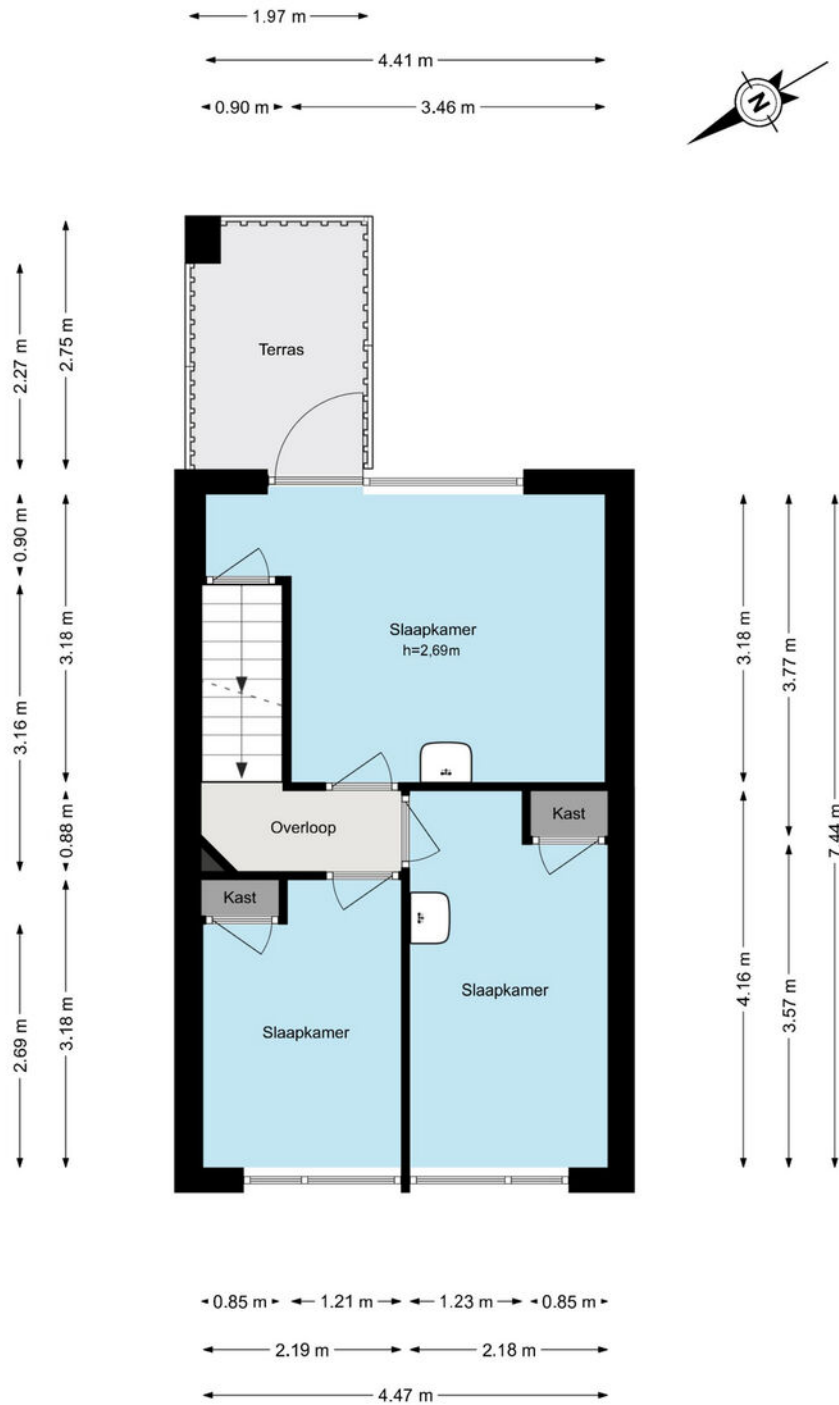 1.97 m
4.41 m
0.90 m
3.46 m
N
2.27 m
2.75 m
Terras
0.90 m
3.16 m
3.18 m
0.88 m
2.69 m
3.18 m
Slaapkamer
h=2,69m
3.18 m
3.77 m
7.44 m
4.16 m
3.57 m
Overloop
Kast
Kast
Slaapkamer
Slaapkamer
0.85 m
1.21 m
1.23 m
0.85 m
2.19 m
2.18 m
4.47 m